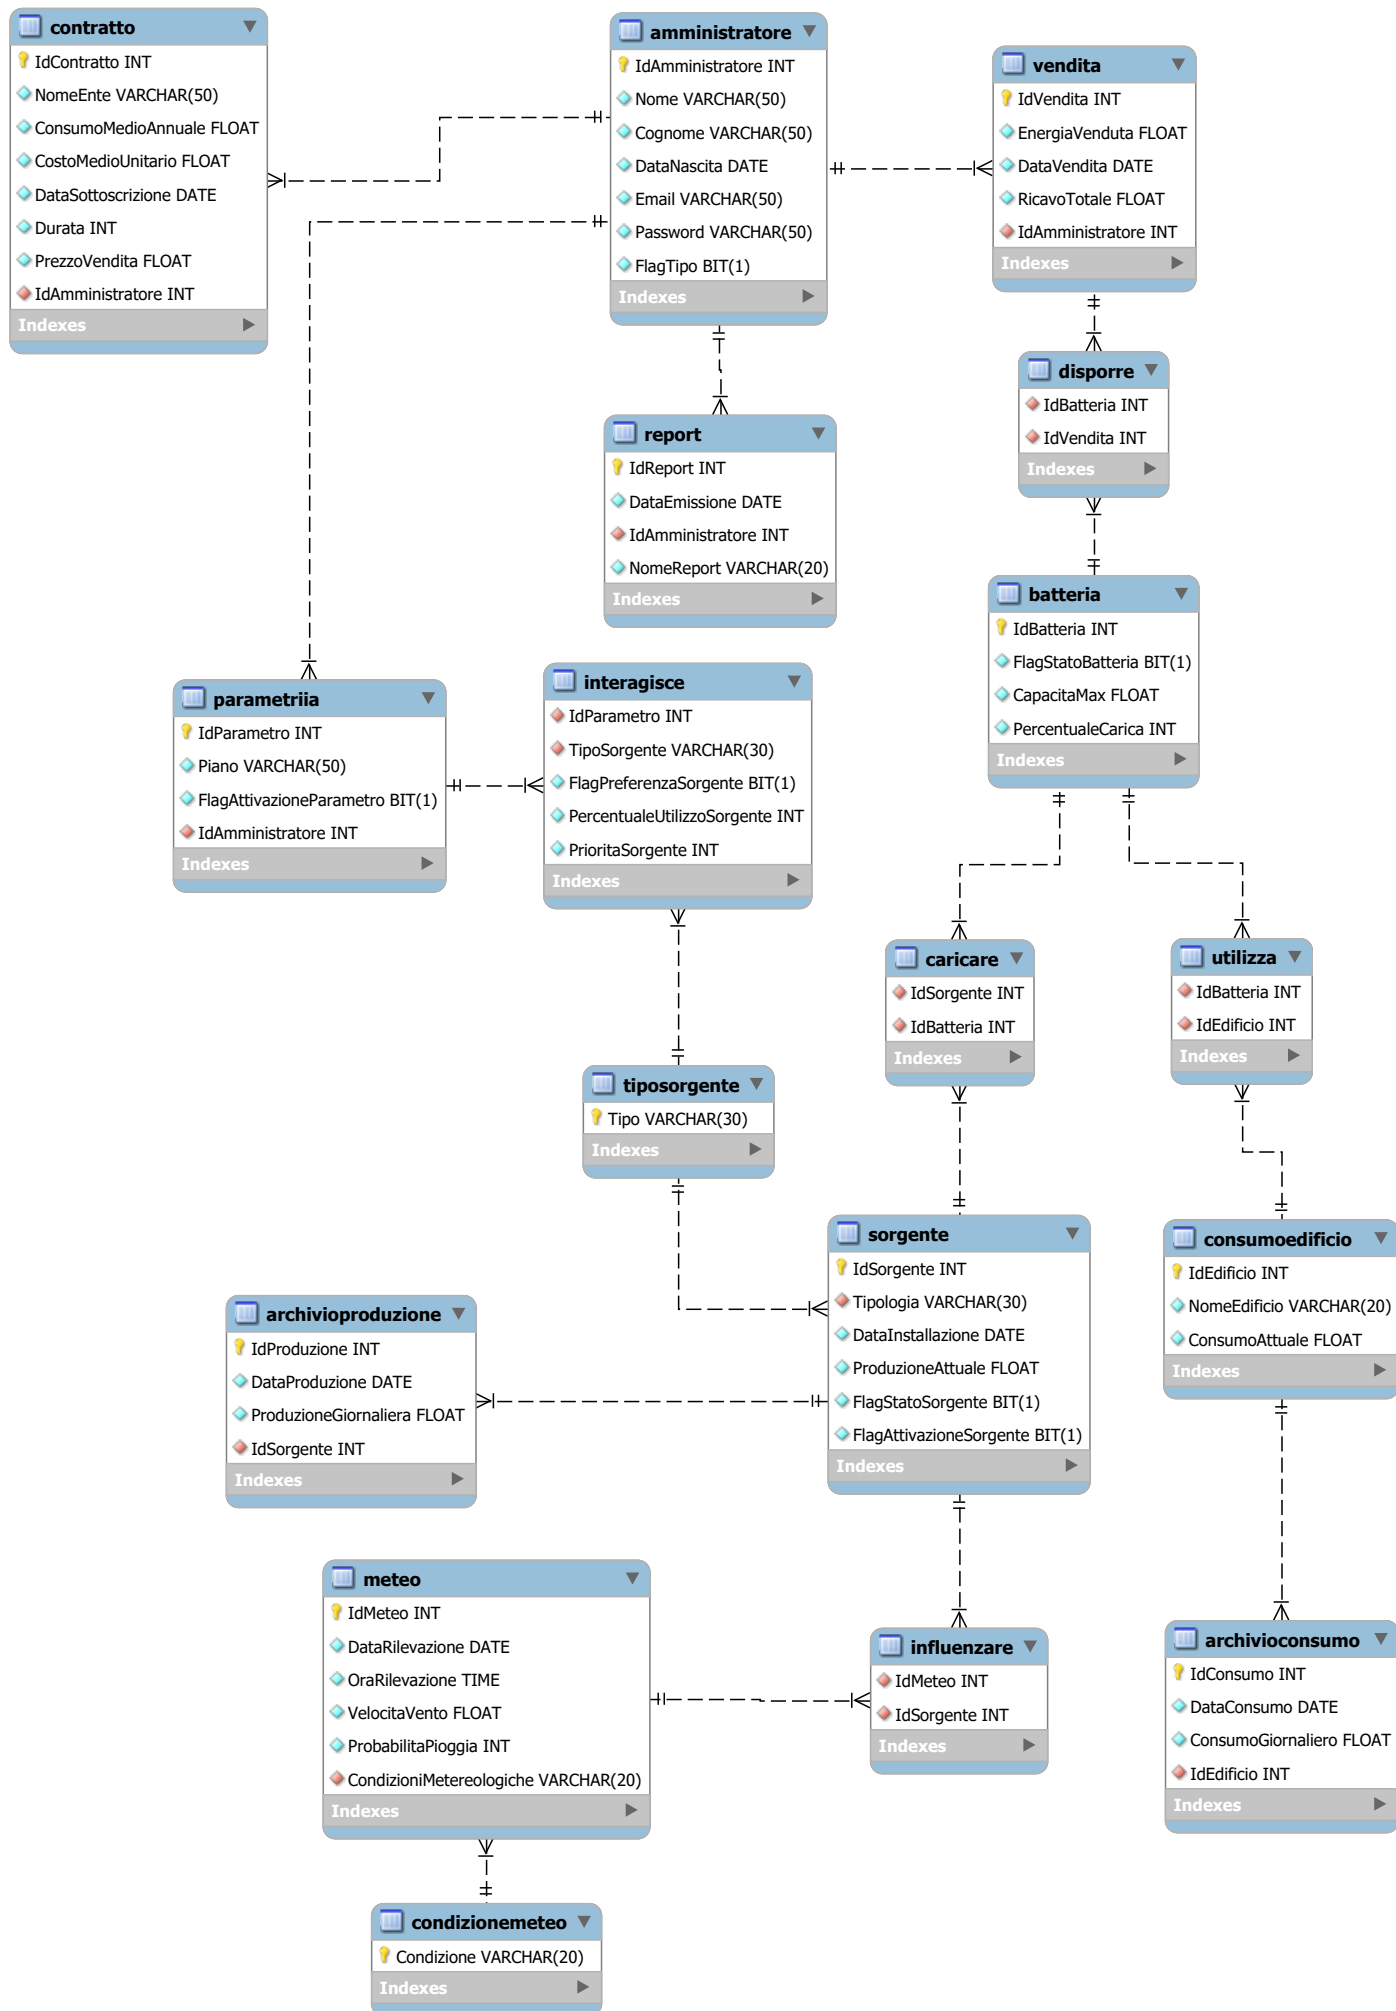 contratto
IdContratto INT
NomeEnte VARCHAR(50)
ConsumoMedioAnnuale FLOAT
CostoMedioUnitario FLOAT
DataSottoscrizione DATE
Durata INT
PrezzoVendita FLOAT
IdAmministratore INT
Indexes
amministratore
IdAmministratore INT
Nome VARCHAR(50)
Cognome VARCHAR(50)
DataNascita DATE
Email VARCHAR(50)
Password VARCHAR(50)
FlagTipo BIT(1)
Indexes
vendita
IdVendita INT
EnergiaVenduta FLOAT
DataVendita DATE
RicavoTotale FLOAT
IdAmministratore INT
Indexes
disporre
IdBatteria INT
IdVendita INT
Indexes
report
IdReport INT
DataEmissione DATE
IdAmministratore INT
NomeReport VARCHAR(20)
Indexes
batteria
IdBatteria INT
FlagStatoBatteria BIT(1)
CapacitaMax FLOAT
PercentualeCarica INT
Indexes
parametriia
IdParametro INT
Piano VARCHAR(50)
FlagAttivazioneParametro BIT(1)
IdAmministratore INT
Indexes
interagisce
IdParametro INT
TipoSorgente VARCHAR(30)
FlagPreferenzaSorgente BIT(1)
PercentualeUtilizzoSorgente INT
PrioritaSorgente INT
Indexes
caricare
IdSorgente INT
IdBatteria INT
Indexes
utilizza
IdBatteria INT
IdEdificio INT
Indexes
tiposorgente
Tipo VARCHAR(30)
Indexes
sorgente
IdSorgente INT
Tipologia VARCHAR(30)
DataInstallazione DATE
ProduzioneAttuale FLOAT
FlagStatoSorgente BIT(1)
FlagAttivazioneSorgente BIT(1)
Indexes
consumoedificio
IdEdificio INT
NomeEdificio VARCHAR(20)
ConsumoAttuale FLOAT
Indexes
archivioproduzione
IdProduzione INT
DataProduzione DATE
ProduzioneGiornaliera FLOAT
IdSorgente INT
Indexes
meteo
IdMeteo INT
DataRilevazione DATE
OraRilevazione TIME
VelocitaVento FLOAT
ProbabilitaPioggia INT
CondizioniMetereologiche VARCHAR(20)
Indexes
influenzare
IdMeteo INT
IdSorgente INT
Indexes
archivioconsumo
IdConsumo INT
DataConsumo DATE
ConsumoGiornaliero FLOAT
IdEdificio INT
Indexes
condizionemeteo
Condizione VARCHAR(20)
Indexes